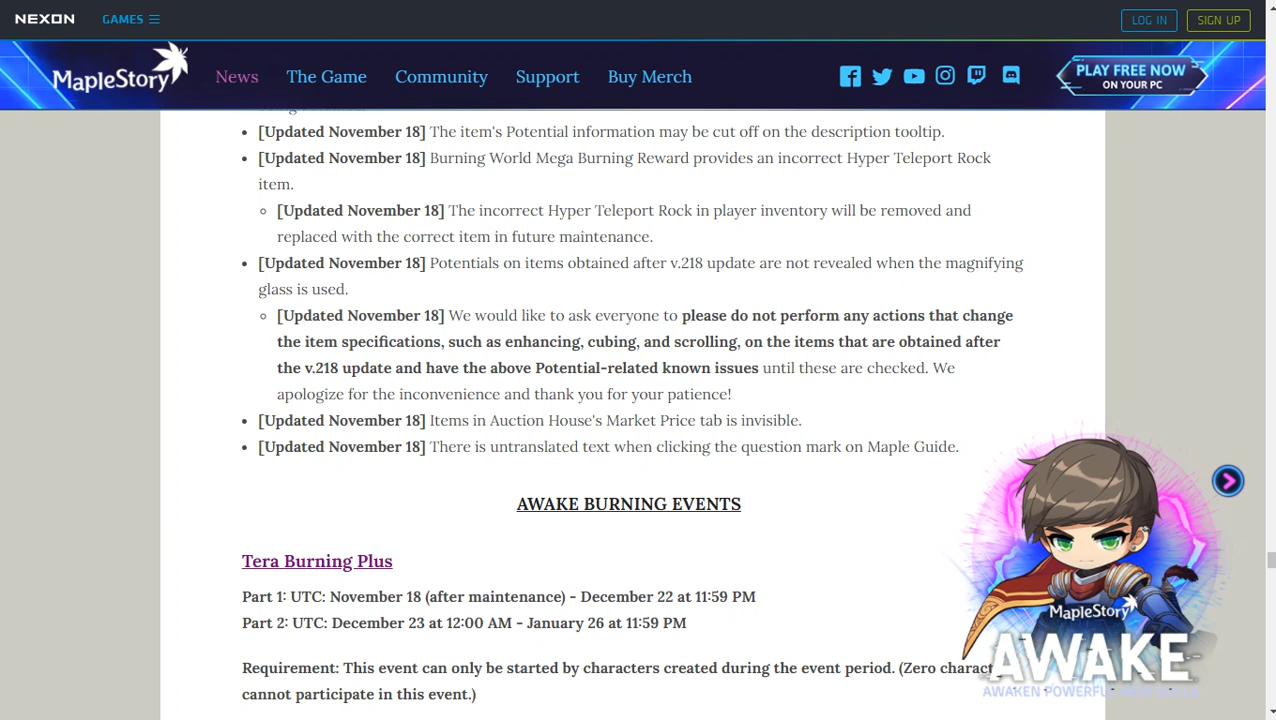 NEXON
GAMES
LOG IN
SIGN UP
MapleStory
News
The Game
Community
Support
Buy Merch
PLAY FREE NOW
ON YOUR PC
• [Updated November 18] The item's Potential information may be cut off on the description tooltip.
• [Updated November 18] Burning World Mega Burning Reward provides an incorrect Hyper Teleport Rock
item.
◦ [Updated November 18] The incorrect Hyper Teleport Rock in player inventory will be removed and
replaced with the correct item in future maintenance.
• [Updated November 18] Potentials on items obtained after v.218 update are not revealed when the magnifying
glass is used.
◦ [Updated November 18] We would like to ask everyone to please do not perform any actions that change
the item specifications, such as enhancing, cubing, and scrolling, on the items that are obtained after
the v.218 update and have the above Potential-related known issues until these are checked. We
apologize for the inconvenience and thank you for your patience!
• [Updated November 18] Items in Auction House's Market Price tab is invisible.
• [Updated November 18] There is untranslated text when clicking the question mark on Maple Guide.
AWAKE BURNING EVENTS
Tera Burning Plus
Part 1: UTC: November 18 (after maintenance) - December 22 at 11:59 PM
Part 2: UTC: December 23 at 12:00 AM - January 26 at 11:59 PM
Requirement: This event can only be started by characters created during the event period. (Zero
cannot participate in this event.)
MapleStory
AWAKE
AWAKEN POWERFUL